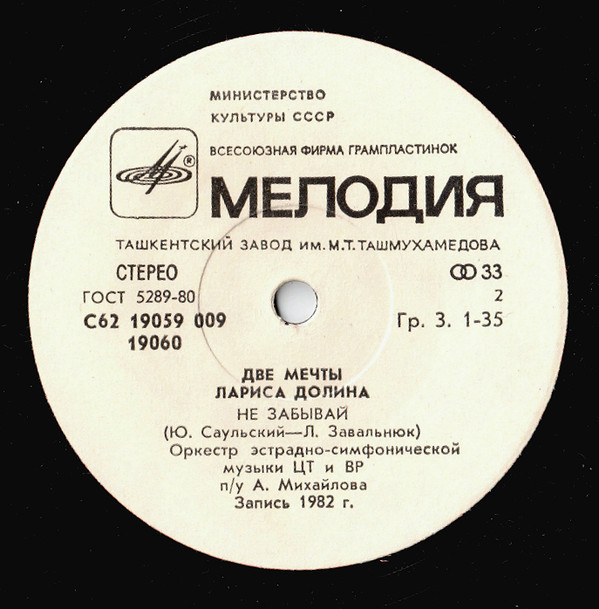 МИНИСТЕРСТВО
КУЛЬТУРЫ СССР
ВСЕСОЮЗНАЯ ФИРМА ГРАМПЛАСТИНОК
®
МЕЛОДИЯ
ТАШКЕНТСКИЙ ЗАВОД ИМ. М.Т. ТАШМУХАМЕДОВА
СТЕРЕО 33
ГОСТ 5289-80 2
С62 19059 009 Гр. 3. 1-35
19060
ДВЕ МЕЧТЫ
ЛАРИСА ДОЛИНА
НЕ ЗАБЫВАЙ
(Ю. Саульский—Л. Завальнюк)
Оркестр эстрадно-симфонической
музыки ЦТ и ВР
п/у А. Михайлова
Запись 1982 г.